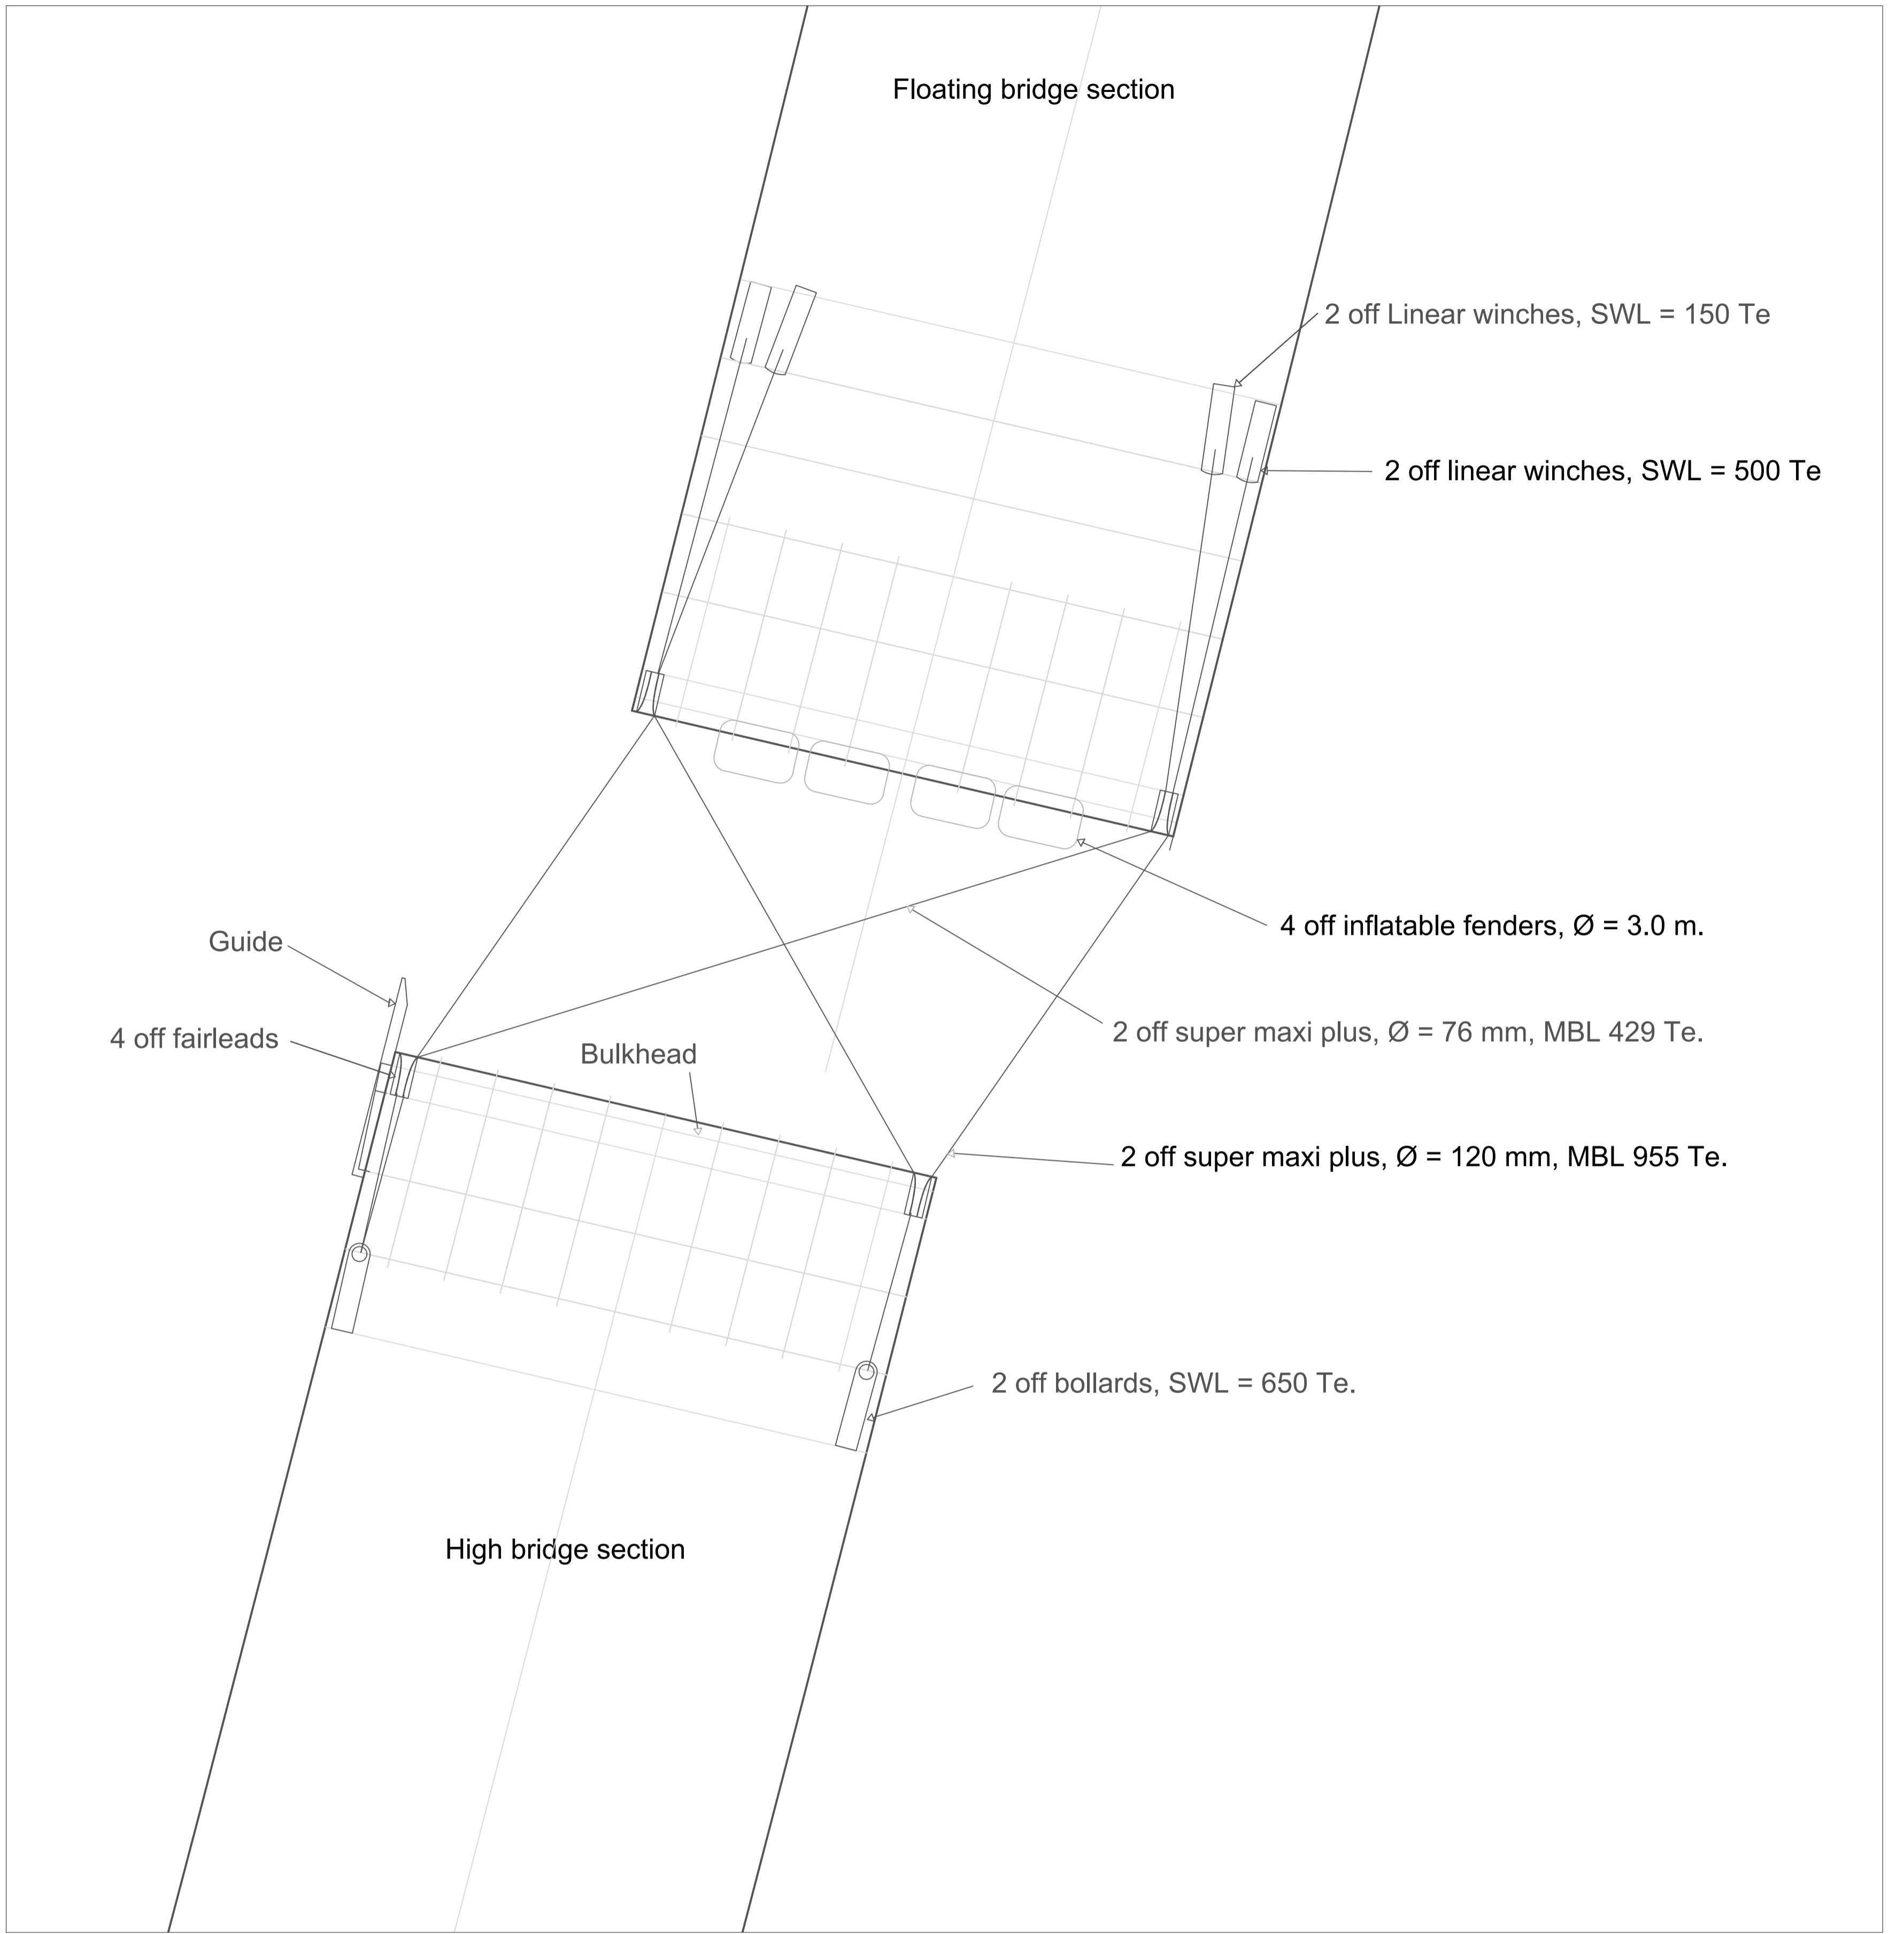 Floating bridge section
2 off Linear winches, SWL = 150 Te
2 off linear winches, SWL = 500 Te
4 off inflatable fenders, Ø = 3.0 m.
Guide
2 off super maxi plus, Ø = 76 mm, MBL 429 Te.
4 off fairleads
Bulkhead
2 off super maxi plus, Ø = 120 mm, MBL 955 Te.
2 off bollards, SWL = 650 Te.
High bridge section